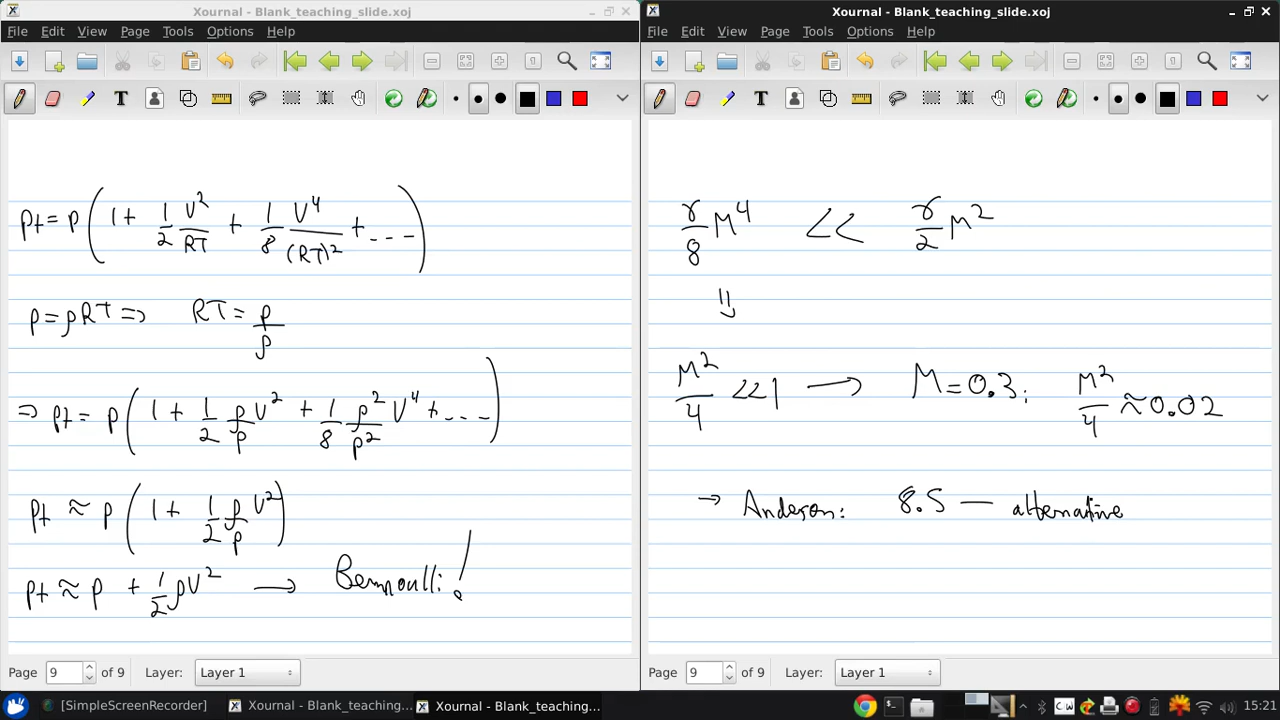 Xournal - Blank_teaching_slide.xoj
File Edit View Page Tools Options Help
pt = p(1 + 1/2 V²/RT + 1/8 V⁴/(RT)² + ----)
p = ρRT ⇒ RT = p/ρ
⇒ pt = p(1 + 1/2 ρ/p V² + 1/8 ρ²/p² V⁴ + ----)
pt ≈ p(1 + 1/2 ρ/p V²)
pt ≈ p + 1/2 ρV² → Bernoulli!
Page 9 of 9 Layer: Layer 1
Xournal - Blank_teaching_slide.xoj
File Edit View Page Tools Options Help
γ/8 M⁴ << γ/2 M²
⇓
M²/4 <<1 → M = 0.3: M²/4 ≈ 0.02
→ Anderson: 8.5 — alternative
Page 9 of 9 Layer: Layer 1
[SimpleScreenRecorder] Xournal - Blank_teaching... Xournal - Blank_teaching... CW 15:21